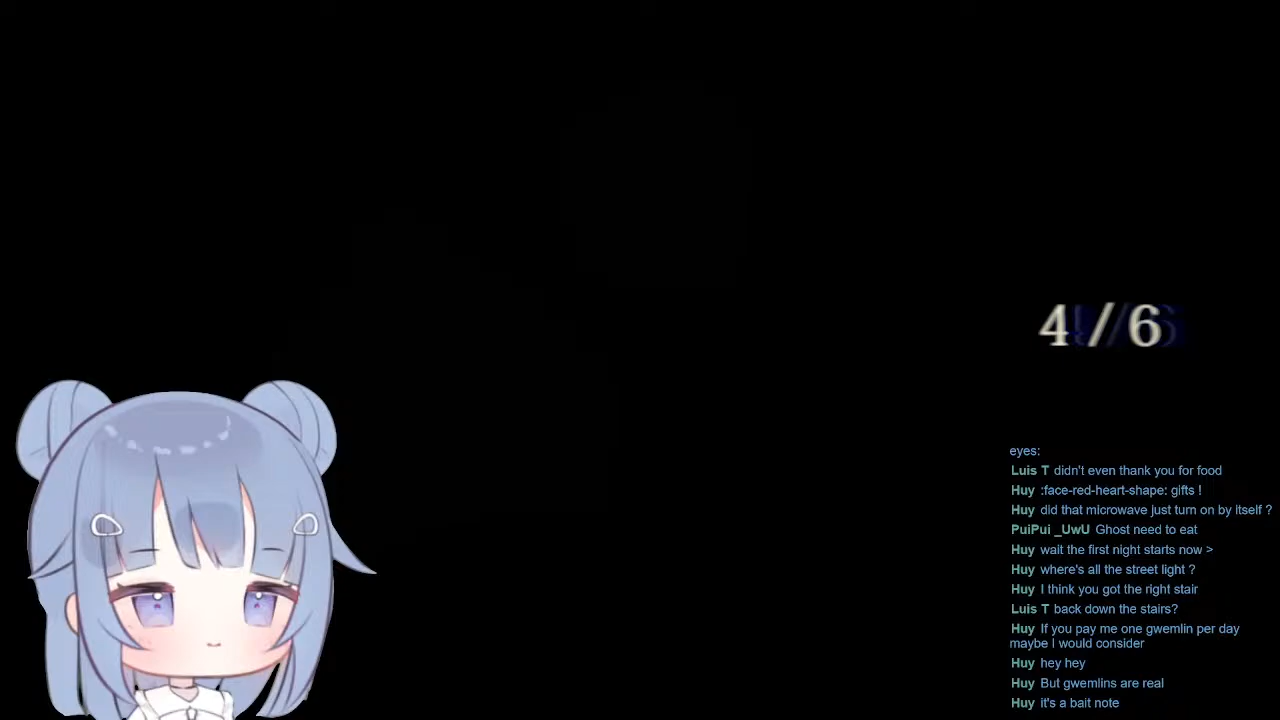 4 / 6
eyes:
Luis T didn't even thank you for food
Huy :face-red-heart-shape: gifts !
Huy did that microwave just turn on by itself ?
PuiPui _UwU Ghost need to eat
Huy wait the first night starts now >
Huy where's all the street light ?
Huy I think you got the right stair
Luis T back down the stairs?
Huy If you pay me one gwemlin per day
maybe I would consider
Huy hey hey
Huy But gwemlins are real
Huy it's a bait note